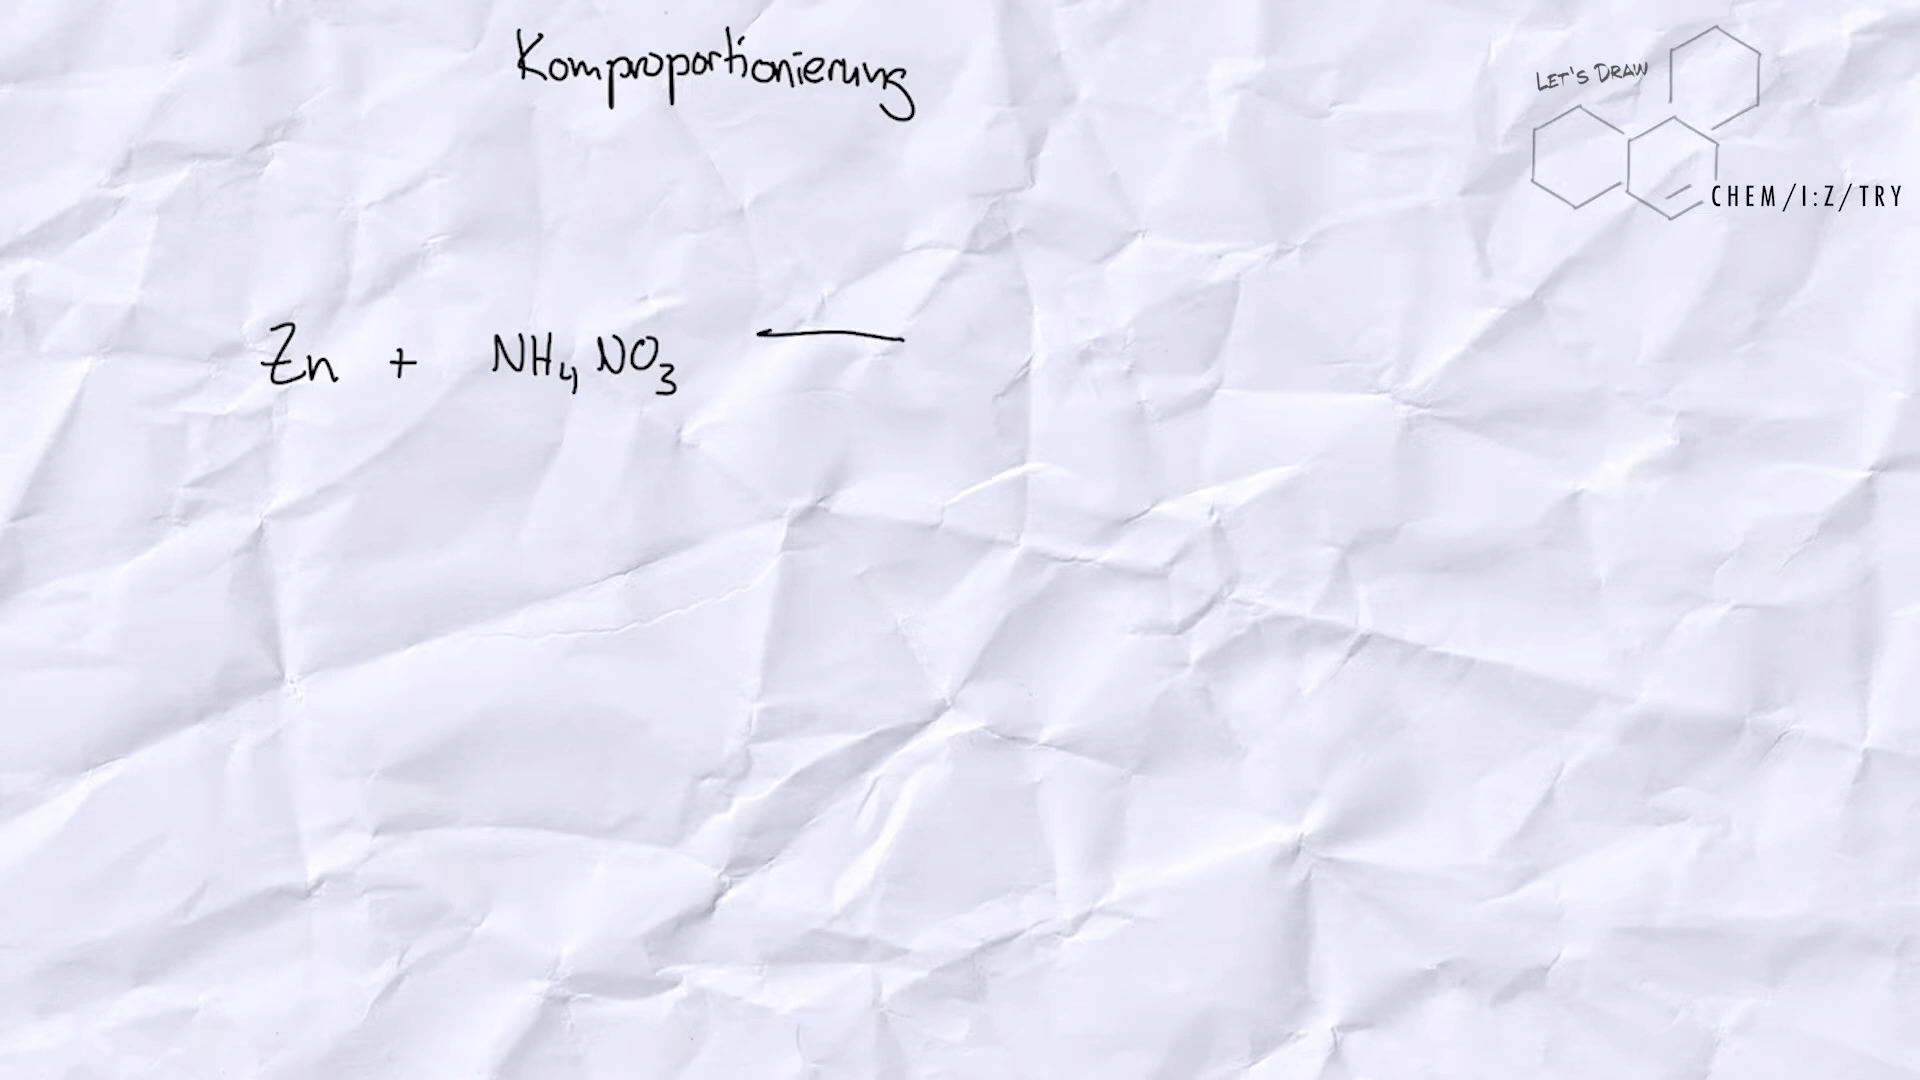 Komproportionierung
LET'S DRAW
CHEM/I:Z/TRY
Zn + NH4NO3